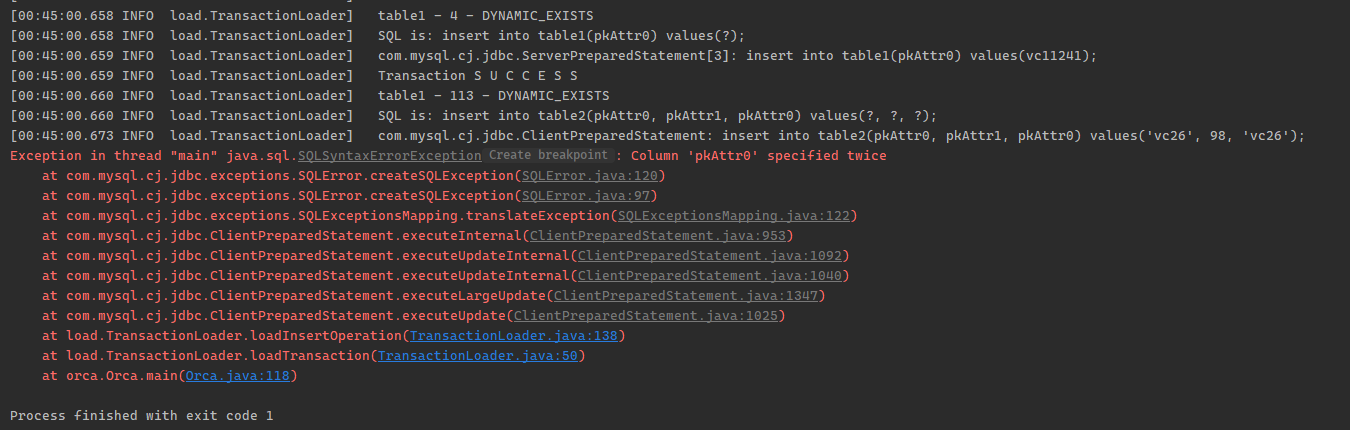 [00:45:00.658 INFO  load.TransactionLoader]   table1 - 4 - DYNAMIC_EXISTS
[00:45:00.658 INFO  load.TransactionLoader]   SQL is: insert into table1(pkAttr0) values(?);
[00:45:00.659 INFO  load.TransactionLoader]   com.mysql.cj.jdbc.ServerPreparedStatement[3]: insert into table1(pkAttr0) values(vc11241);
[00:45:00.659 INFO  load.TransactionLoader]   Transaction S U C C E S S
[00:45:00.660 INFO  load.TransactionLoader]   table1 - 113 - DYNAMIC_EXISTS
[00:45:00.660 INFO  load.TransactionLoader]   SQL is: insert into table2(pkAttr0, pkAttr1, pkAttr0) values(?, ?, ?);
[00:45:00.673 INFO  load.TransactionLoader]   com.mysql.cj.jdbc.ClientPreparedStatement: insert into table2(pkAttr0, pkAttr1, pkAttr0) values('vc26', 98, 'vc26');
Exception in thread "main" java.sql.SQLSyntaxErrorException Create breakpoint : Column 'pkAttr0' specified twice
    at com.mysql.cj.jdbc.exceptions.SQLError.createSQLException(SQLError.java:120)
    at com.mysql.cj.jdbc.exceptions.SQLError.createSQLException(SQLError.java:97)
    at com.mysql.cj.jdbc.exceptions.SQLExceptionsMapping.translateException(SQLExceptionsMapping.java:122)
    at com.mysql.cj.jdbc.ClientPreparedStatement.executeInternal(ClientPreparedStatement.java:953)
    at com.mysql.cj.jdbc.ClientPreparedStatement.executeUpdateInternal(ClientPreparedStatement.java:1092)
    at com.mysql.cj.jdbc.ClientPreparedStatement.executeUpdateInternal(ClientPreparedStatement.java:1040)
    at com.mysql.cj.jdbc.ClientPreparedStatement.executeLargeUpdate(ClientPreparedStatement.java:1347)
    at com.mysql.cj.jdbc.ClientPreparedStatement.executeUpdate(ClientPreparedStatement.java:1025)
    at load.TransactionLoader.loadInsertOperation(TransactionLoader.java:138)
    at load.TransactionLoader.loadTransaction(TransactionLoader.java:50)
    at orca.Orca.main(Orca.java:118)
Process finished with exit code 1